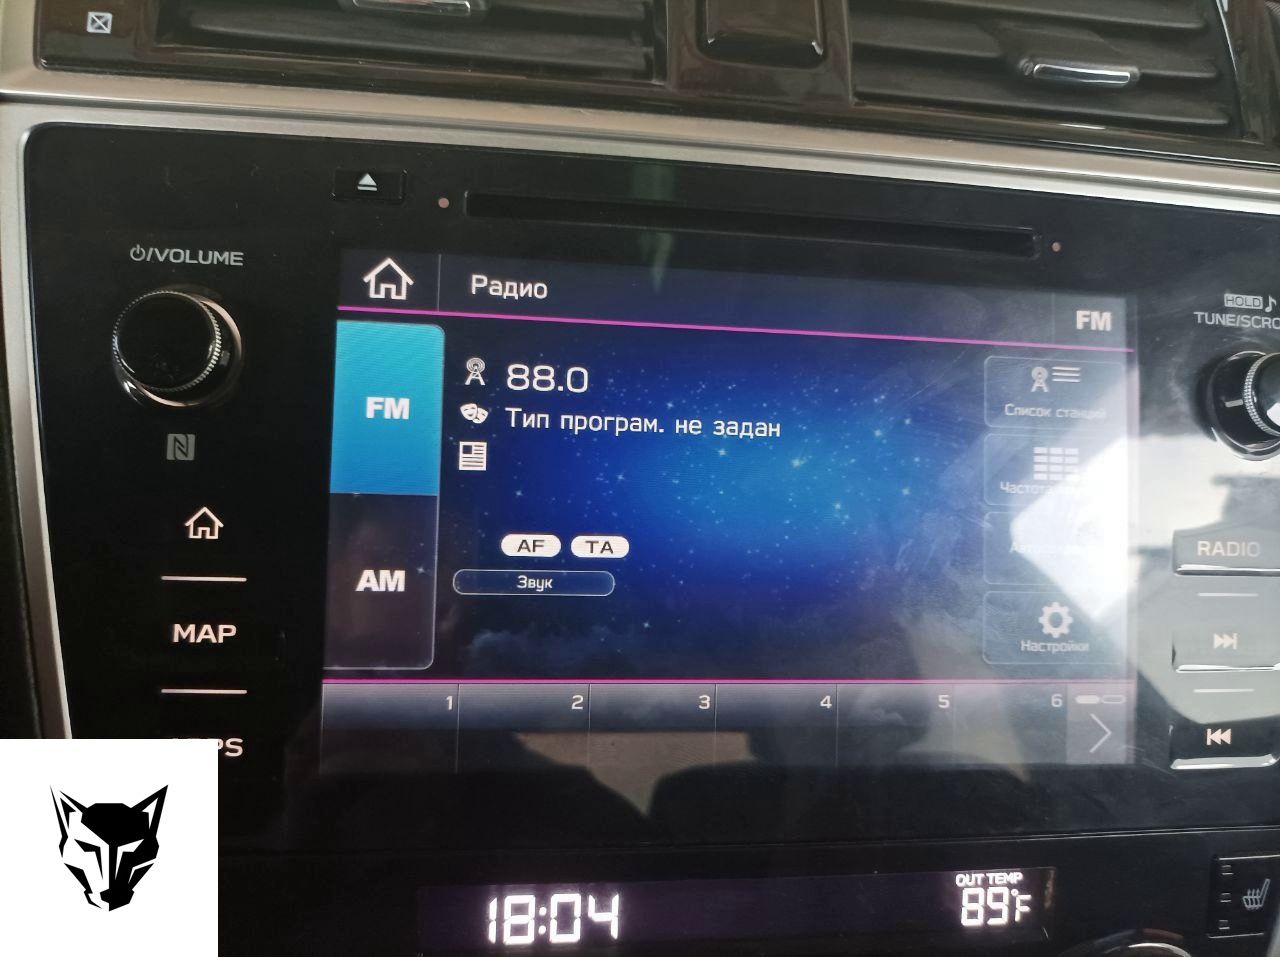 ⏻/VOLUME
HOLD ♪
TUNE/SCRO
Радио
FM
FM
88.0
Тип програм. не задан
Список станций
AF TA
Звук
AM
Настройки
MAP
RADIO
1 2 3 4 5 6
18:04
OUT TEMP
89°F